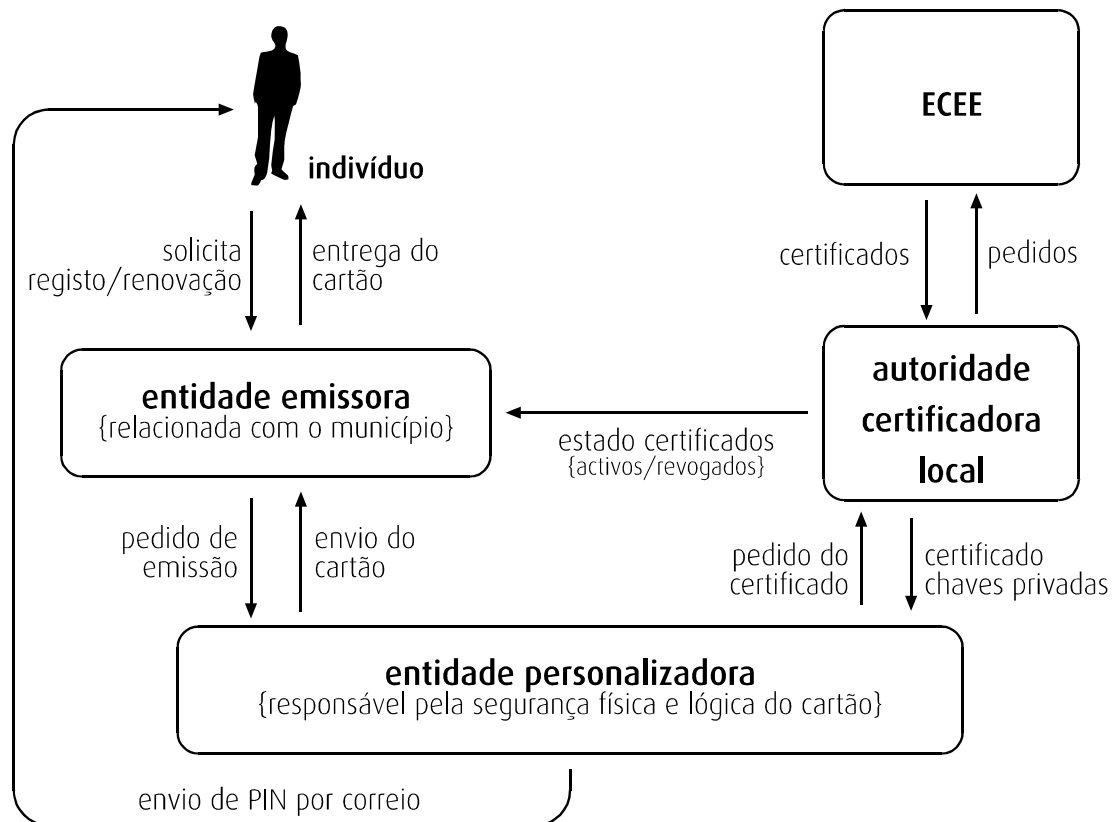 ECEE
indivíduo
solicita
registo/renovação
entrega do
cartão
certificados
pedidos
entidade emissora
{relacionada com o município}
autoridade
certificadora
local
estado certificados
{activos/revogados}
pedido de
emissão
envio do
cartão
pedido do
certificado
certificado
chaves privadas
entidade personalizadora
{responsável pela segurança física e lógica do cartão}
envio de PIN por correio